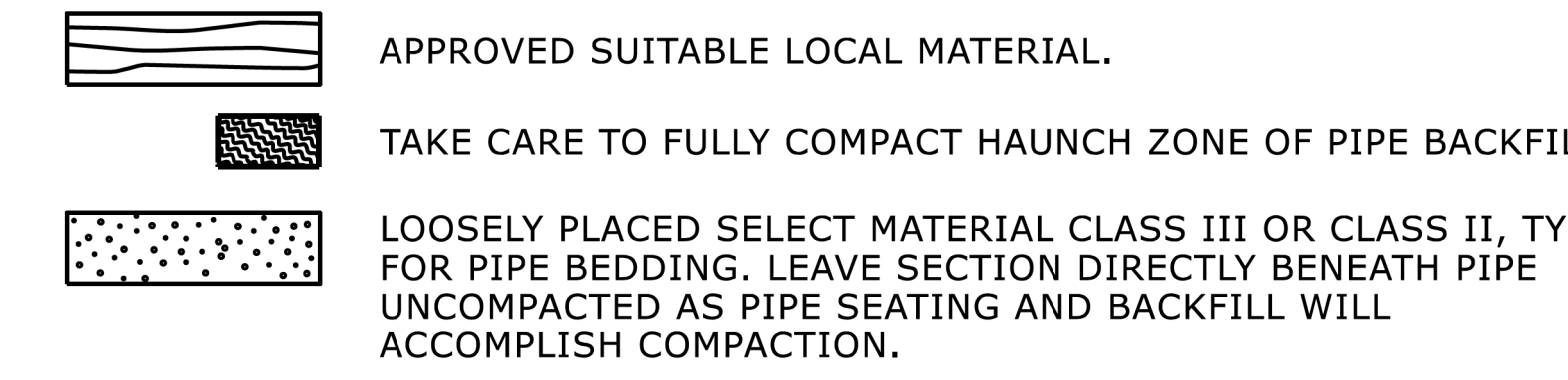 APPROVED SUITABLE LOCAL MATERIAL.
TAKE CARE TO FULLY COMPACT HAUNCH ZONE OF PIPE
LOOSELY PLACED SELECT MATERIAL CLASS III OR CLASS II,
FOR PIPE BEDDING. LEAVE SECTION DIRECTLY BENEATH PIPE
UNCOMPACTED AS PIPE SEATING AND BACKFILL WILL
ACCOMPLISH COMPACTION.